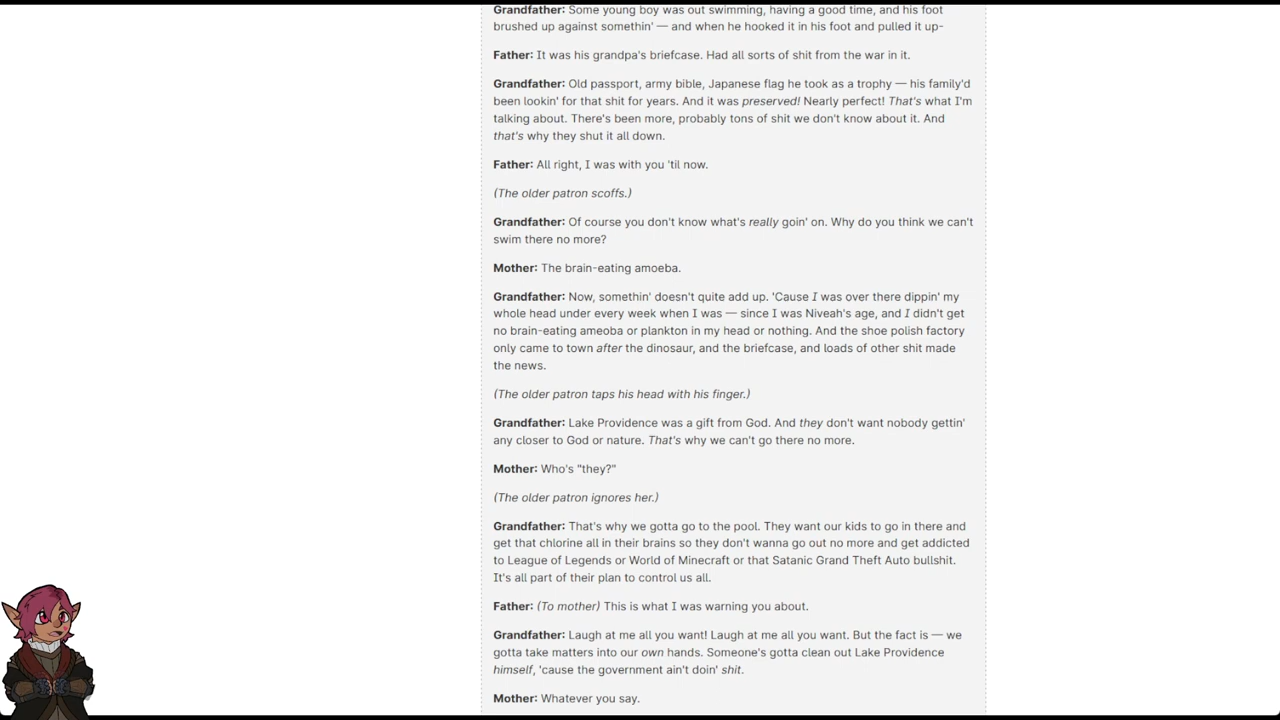 Grandfather: Some young boy was out swimming, having a good time, and his foot
brushed up against somethin' — and when he hooked it in his foot and pulled it up-
Father: It was his grandpa's briefcase. Had all sorts of shit from the war in it.
Grandfather: Old passport, army bible, Japanese flag he took as a trophy — his family'd
been lookin' for that shit for years. And it was preserved! Nearly perfect! That's what I'm
talking about. There's been more, probably tons of shit we don't know about it. And
that's why they shut it all down.
Father: All right, I was with you 'til now.
(The older patron scoffs.)
Grandfather: Of course you don't know what's really goin' on. Why do you think we can't
swim there no more?
Mother: The brain-eating amoeba.
Grandfather: Now, somethin' doesn't quite add up. 'Cause I was over there dippin' my
whole head under every week when I was — since I was Niveah's age, and I didn't get
no brain-eating ameoba or plankton in my head or nothing. And the shoe polish factory
only came to town after the dinosaur, and the briefcase, and loads of other shit made
the news.
(The older patron taps his head with his finger.)
Grandfather: Lake Providence was a gift from God. And they don't want nobody gettin'
any closer to God or nature. That's why we can't go there no more.
Mother: Who's "they?"
(The older patron ignores her.)
Grandfather: That's why we gotta go to the pool. They want our kids to go in there and
get that chlorine all in their brains so they don't wanna go out no more and get addicted
to League of Legends or World of Minecraft or that Satanic Grand Theft Auto bullshit.
It's all part of their plan to control us all.
Father: (To mother) This is what I was warning you about.
Grandfather: Laugh at me all you want! Laugh at me all you want. But the fact is — we
gotta take matters into our own hands. Someone's gotta clean out Lake Providence
himself, 'cause the government ain't doin' shit.
Mother: Whatever you say.